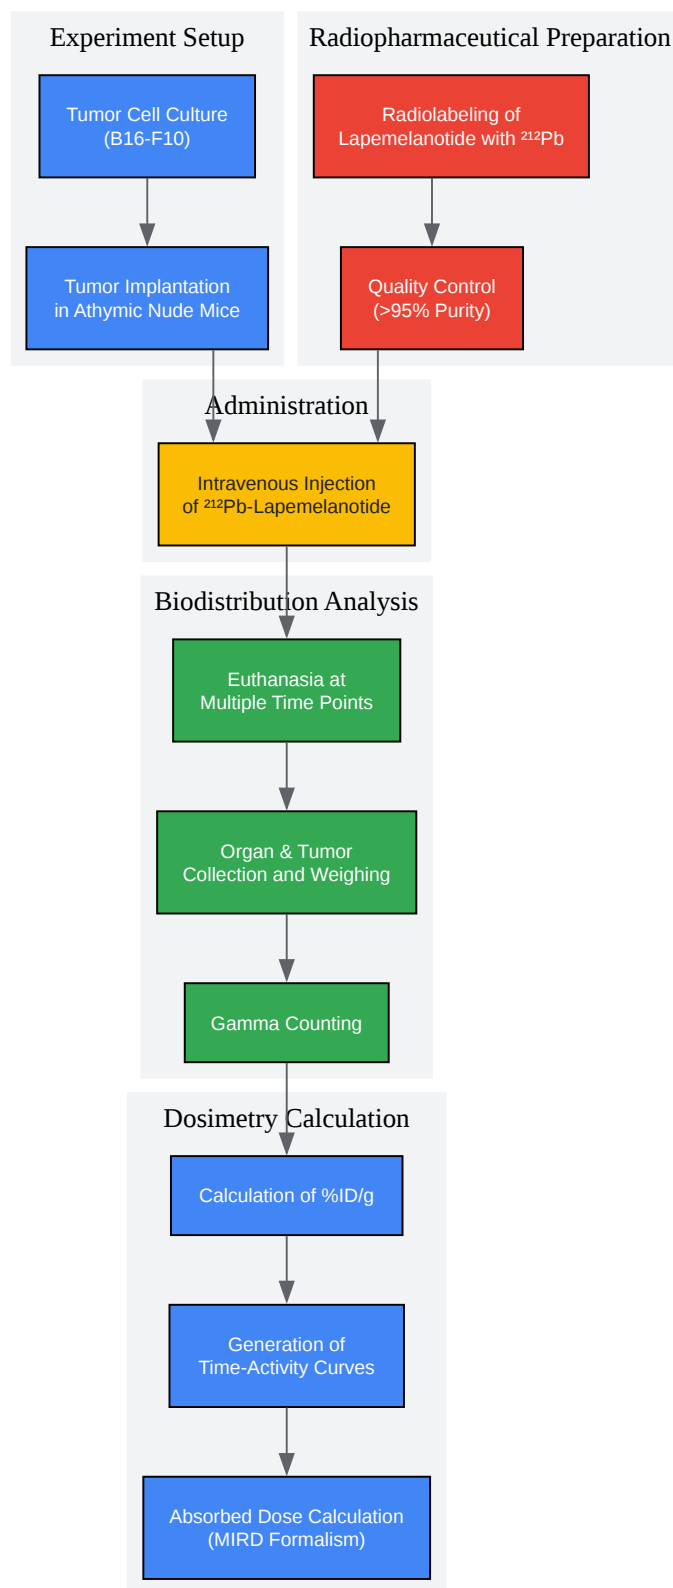 Experiment Setup
Tumor Cell Culture
(B16-F10)
Tumor Implantation
in Athymic Nude Mice
Radiopharmaceutical Preparation
Radiolabeling of
Lapemelanotide with ²¹²Pb
Quality Control
(>95% Purity)
Administration
Intravenous Injection
of ²¹²Pb-Lapemelanotide
Biodistribution Analysis
Euthanasia at
Multiple Time Points
Organ & Tumor
Collection and Weighing
Gamma Counting
Dosimetry Calculation
Calculation of %ID/g
Generation of
Time-Activity Curves
Absorbed Dose Calculation
(MIRD Formalism)